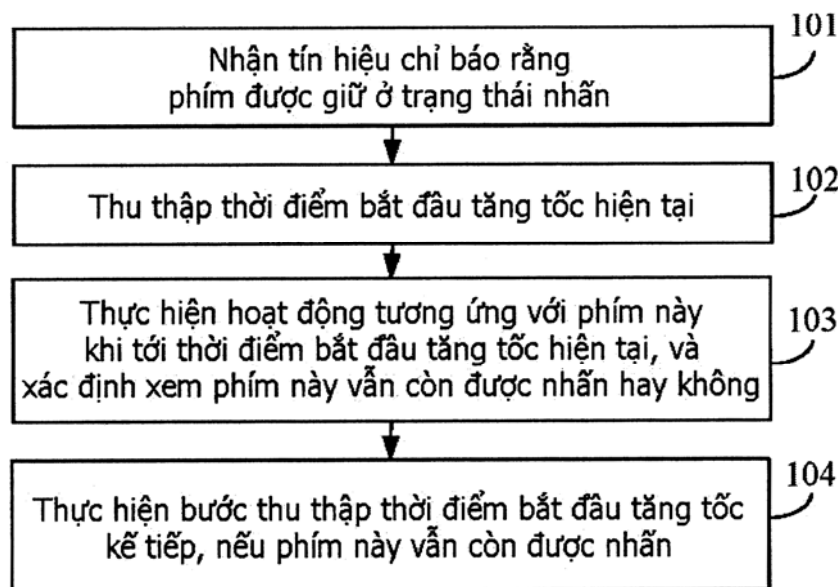 101
Nhận tín hiệu chỉ báo rằng
phím được giữ ở trạng thái nhấn
102
Thu thập thời điểm bắt đầu tăng tốc hiện tại
Thực hiện hoạt động tương ứng với phím này
103
khi tới thời điểm bắt đầu tăng tốc hiện tại, và
xác định xem phím này vẫn còn được nhấn hay không
104
Thực hiện bước thu thập thời điểm bắt đầu tăng tốc
kế tiếp, nếu phím này vẫn còn được nhấn